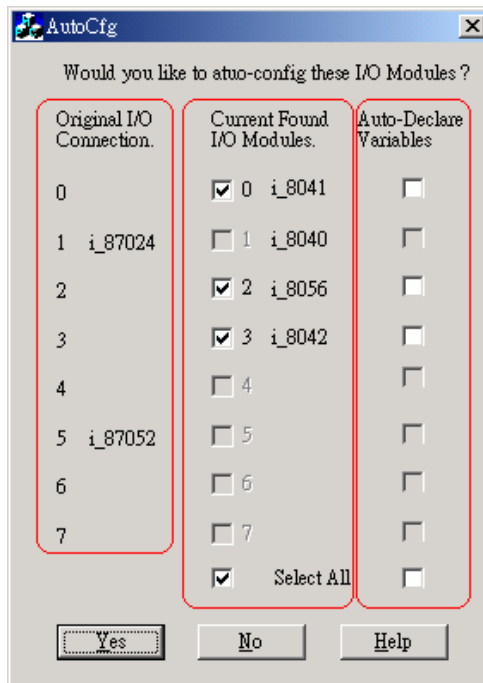 AutoCfg
Would you like to atuo-config these I/O Modules ?
Original I/O Connection.
Current Found I/O Modules.
Auto-Declare Variables
0 0 i_8041
1 i_87024 1 i_8040
2 2 i_8056
3 3 i_8042
4 4
5 i_87052 5
6 6
7 7
Select All
Yes No Help